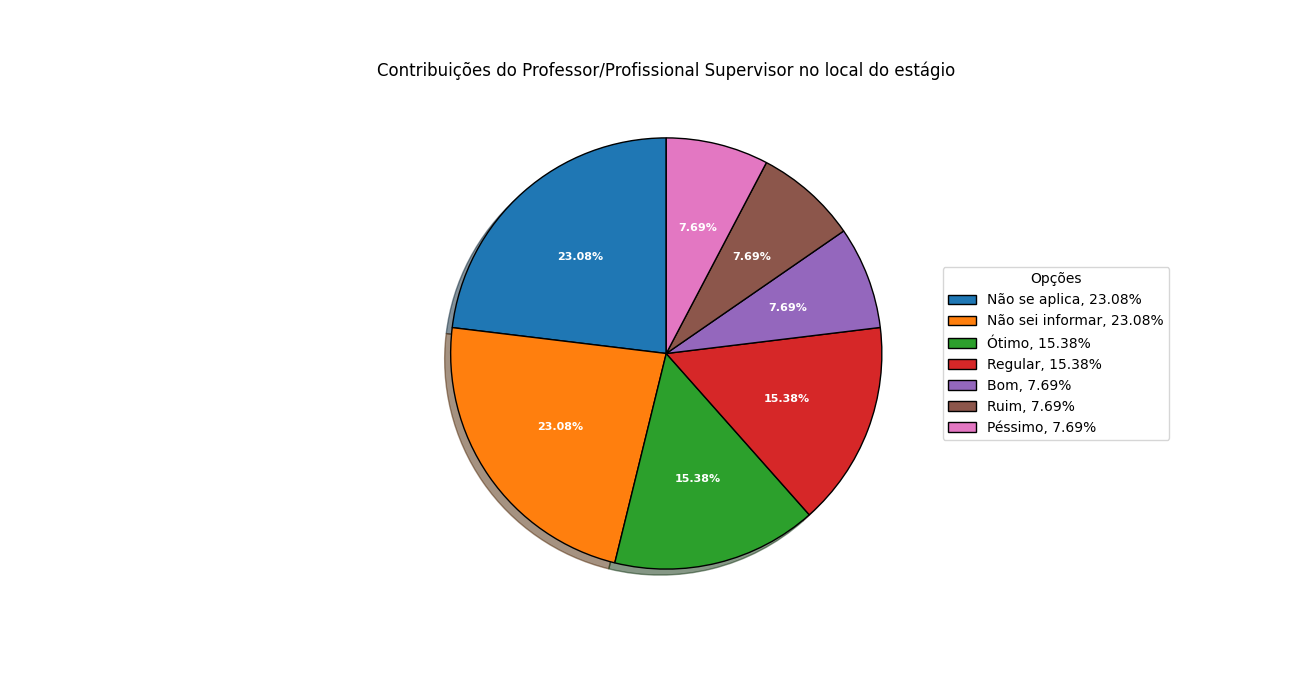 Contribuições do Professor/Profissional Supervisor no local do estágio
7.69%
23.08%
7.69%
7.69%
23.08%
15.38%
15.38%
Opções
Não se aplica, 23.08%
Não sei informar, 23.08%
Ótimo, 15.38%
Regular, 15.38%
Bom, 7.69%
Ruim, 7.69%
Péssimo, 7.69%